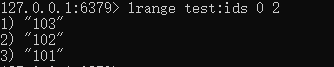 127.0.0.1:6379> lrange test:ids 0 2
1) "103"
2) "102"
3) "101"